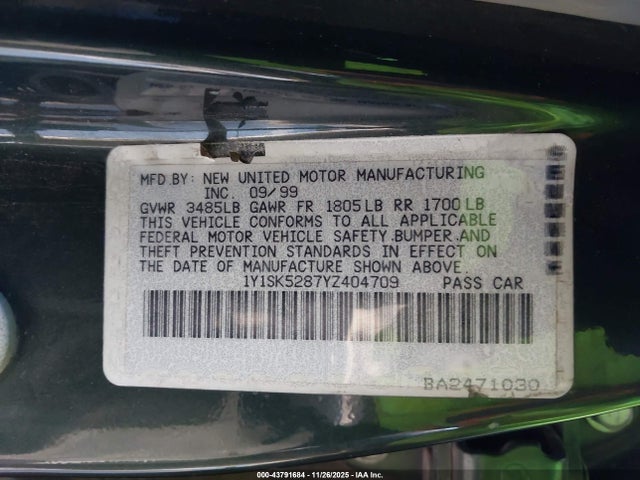 MFD.BY: NEW UNITED MOTOR MANUFACTURING
INC. 09/99
GVWR 3485LB GAWR FR 1805LB RR 1700LB
THIS VEHICLE CONFORMS TO ALL APPLICABLE
FEDERAL MOTOR VEHICLE SAFETY,BUMPER,AND
THEFT PREVENTION STANDARDS IN EFFECT ON
THE DATE OF MANUFACTURE SHOWN ABOVE.
1Y1SK5287YZ404709 PASS CAR
BA2471030
000-43791684 - 11/26/2025 - IAA Inc.